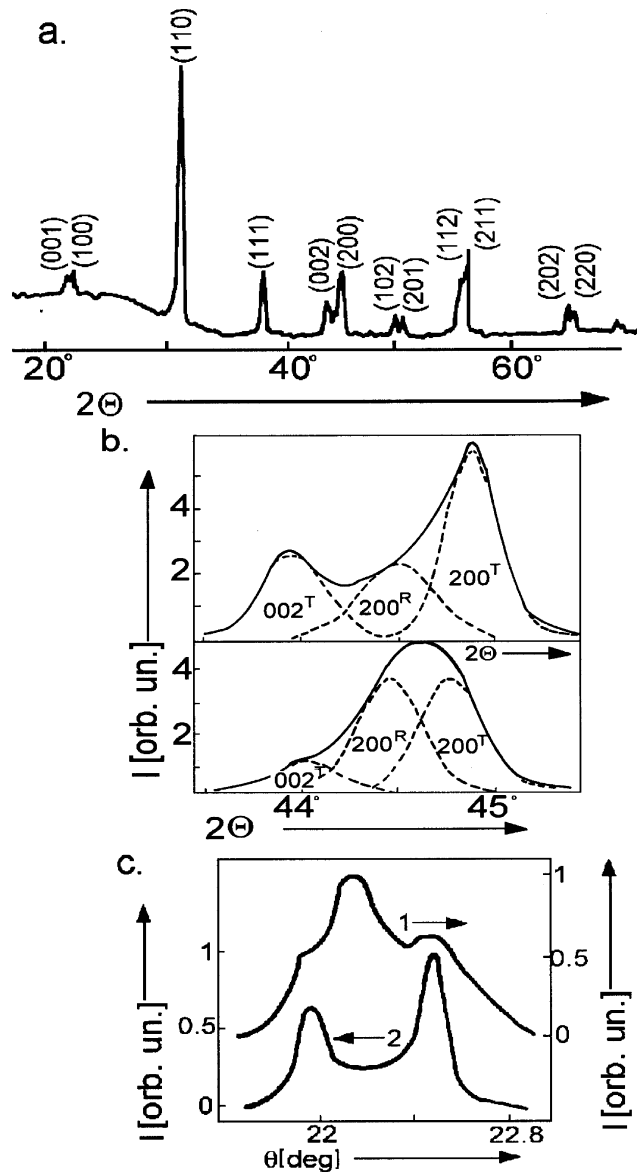 a.
(110)
(001)
(100)
(111)
(002)
(200)
(102)
(201)
(112)
(211)
(202)
(220)
20° 40° 60°
2Θ
b.
I [orb. un.]
4
2
002ᵀ 200ᴿ 200ᵀ
2Θ
I [orb. un.]
4
2
002ᵀ 200ᴿ 200ᵀ
44° 45°
2Θ
c.
I [orb. un.]
1
0.5
0
1
2
1
0.5
0
I [orb. un.]
22 22.8
θ[deg]